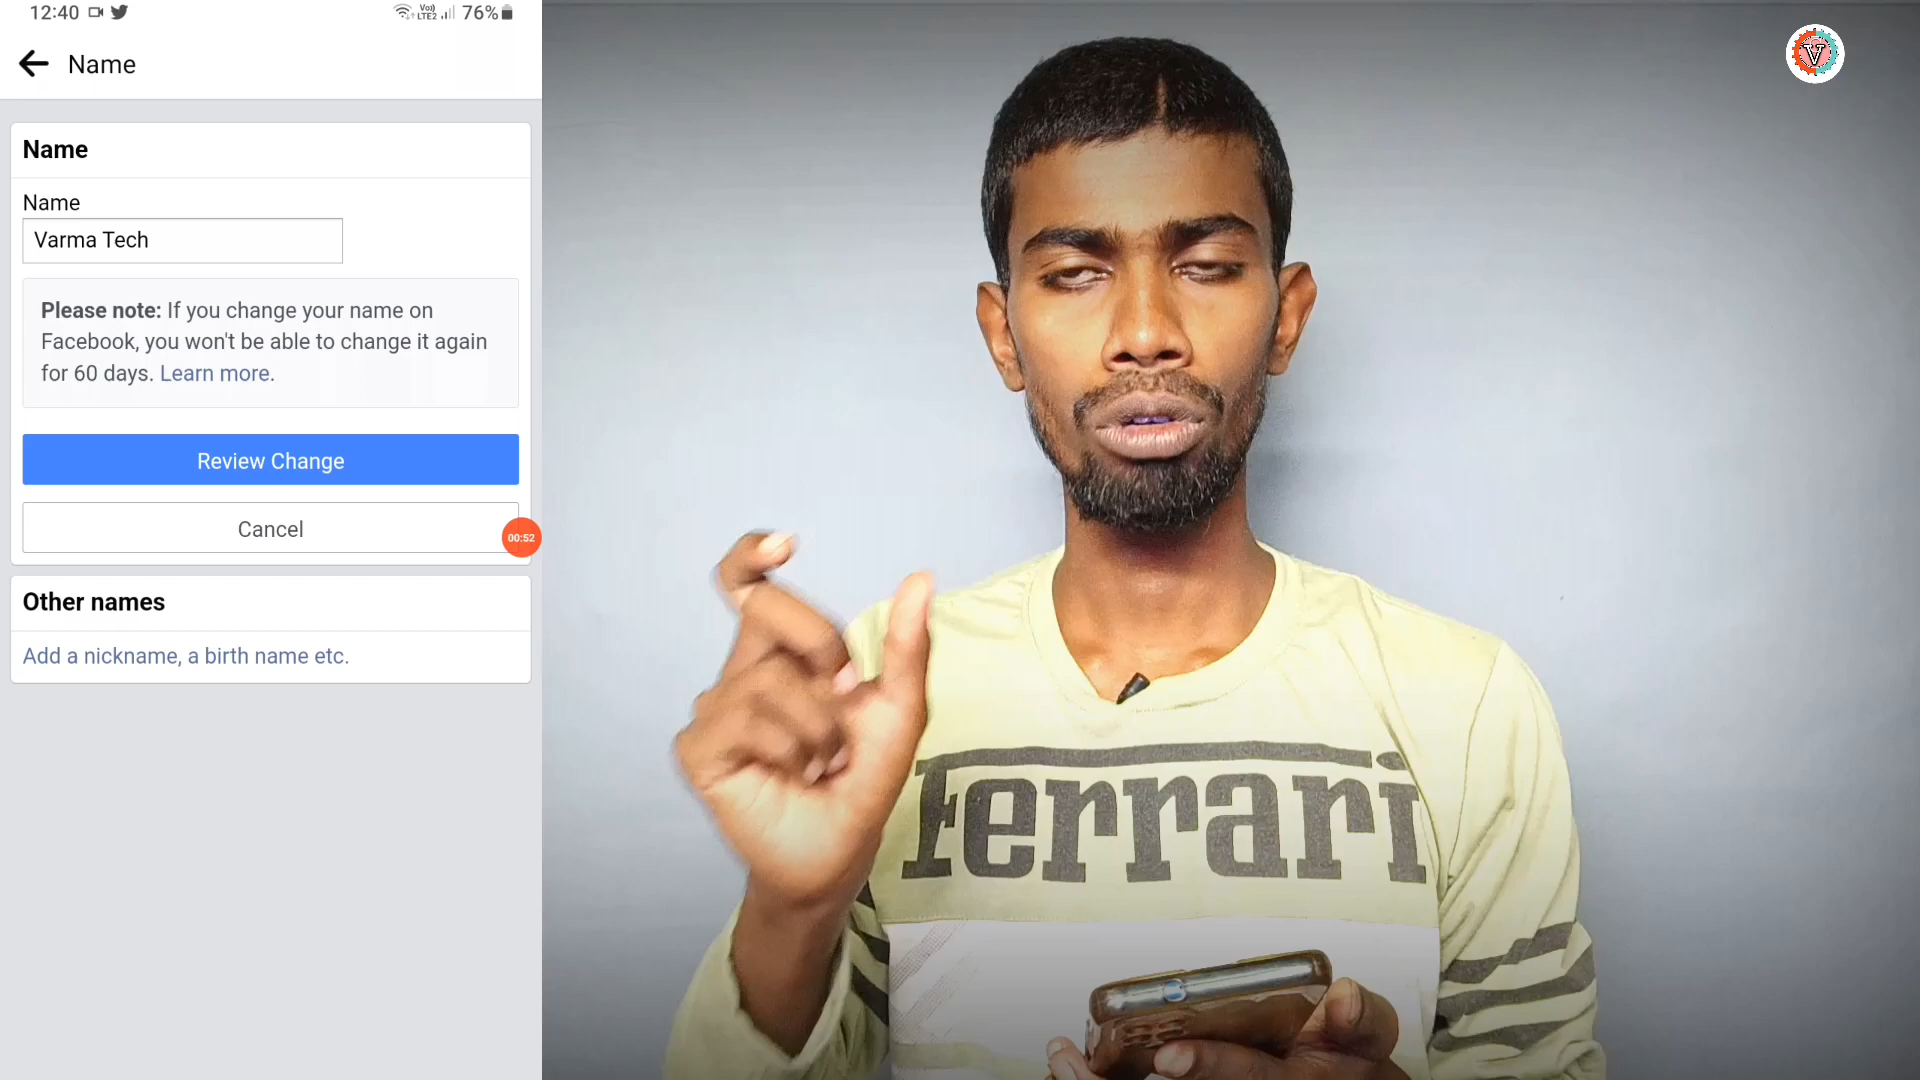 12:40
Vo)) LTE2 76%
Name
Name
Name
Varma Tech
Please note: If you change your name on
Facebook, you won't be able to change it again
for 60 days. Learn more.
Review Change
Cancel
00:52
Other names
Add a nickname, a birth name etc.
V
Ferrari